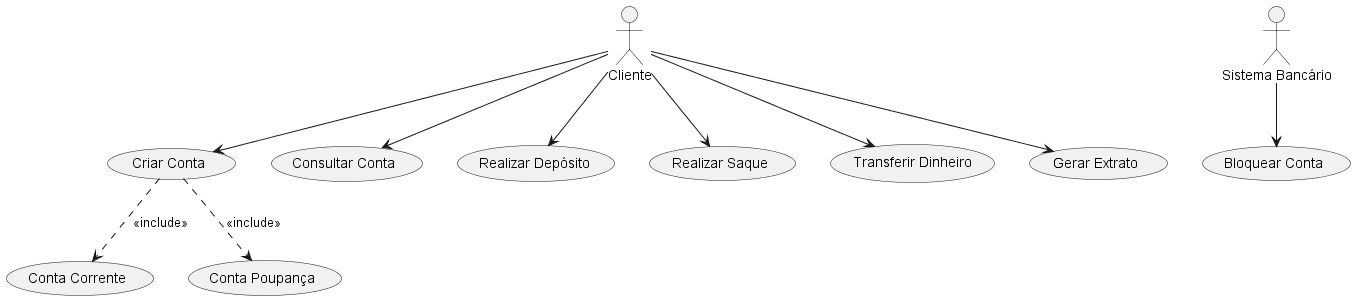 Cliente
Sistema Bancário
Criar Conta
Consultar Conta
Realizar Depósito
Realizar Saque
Transferir Dinheiro
Gerar Extrato
Bloquear Conta
«include»
«include»
Conta Corrente
Conta Poupança